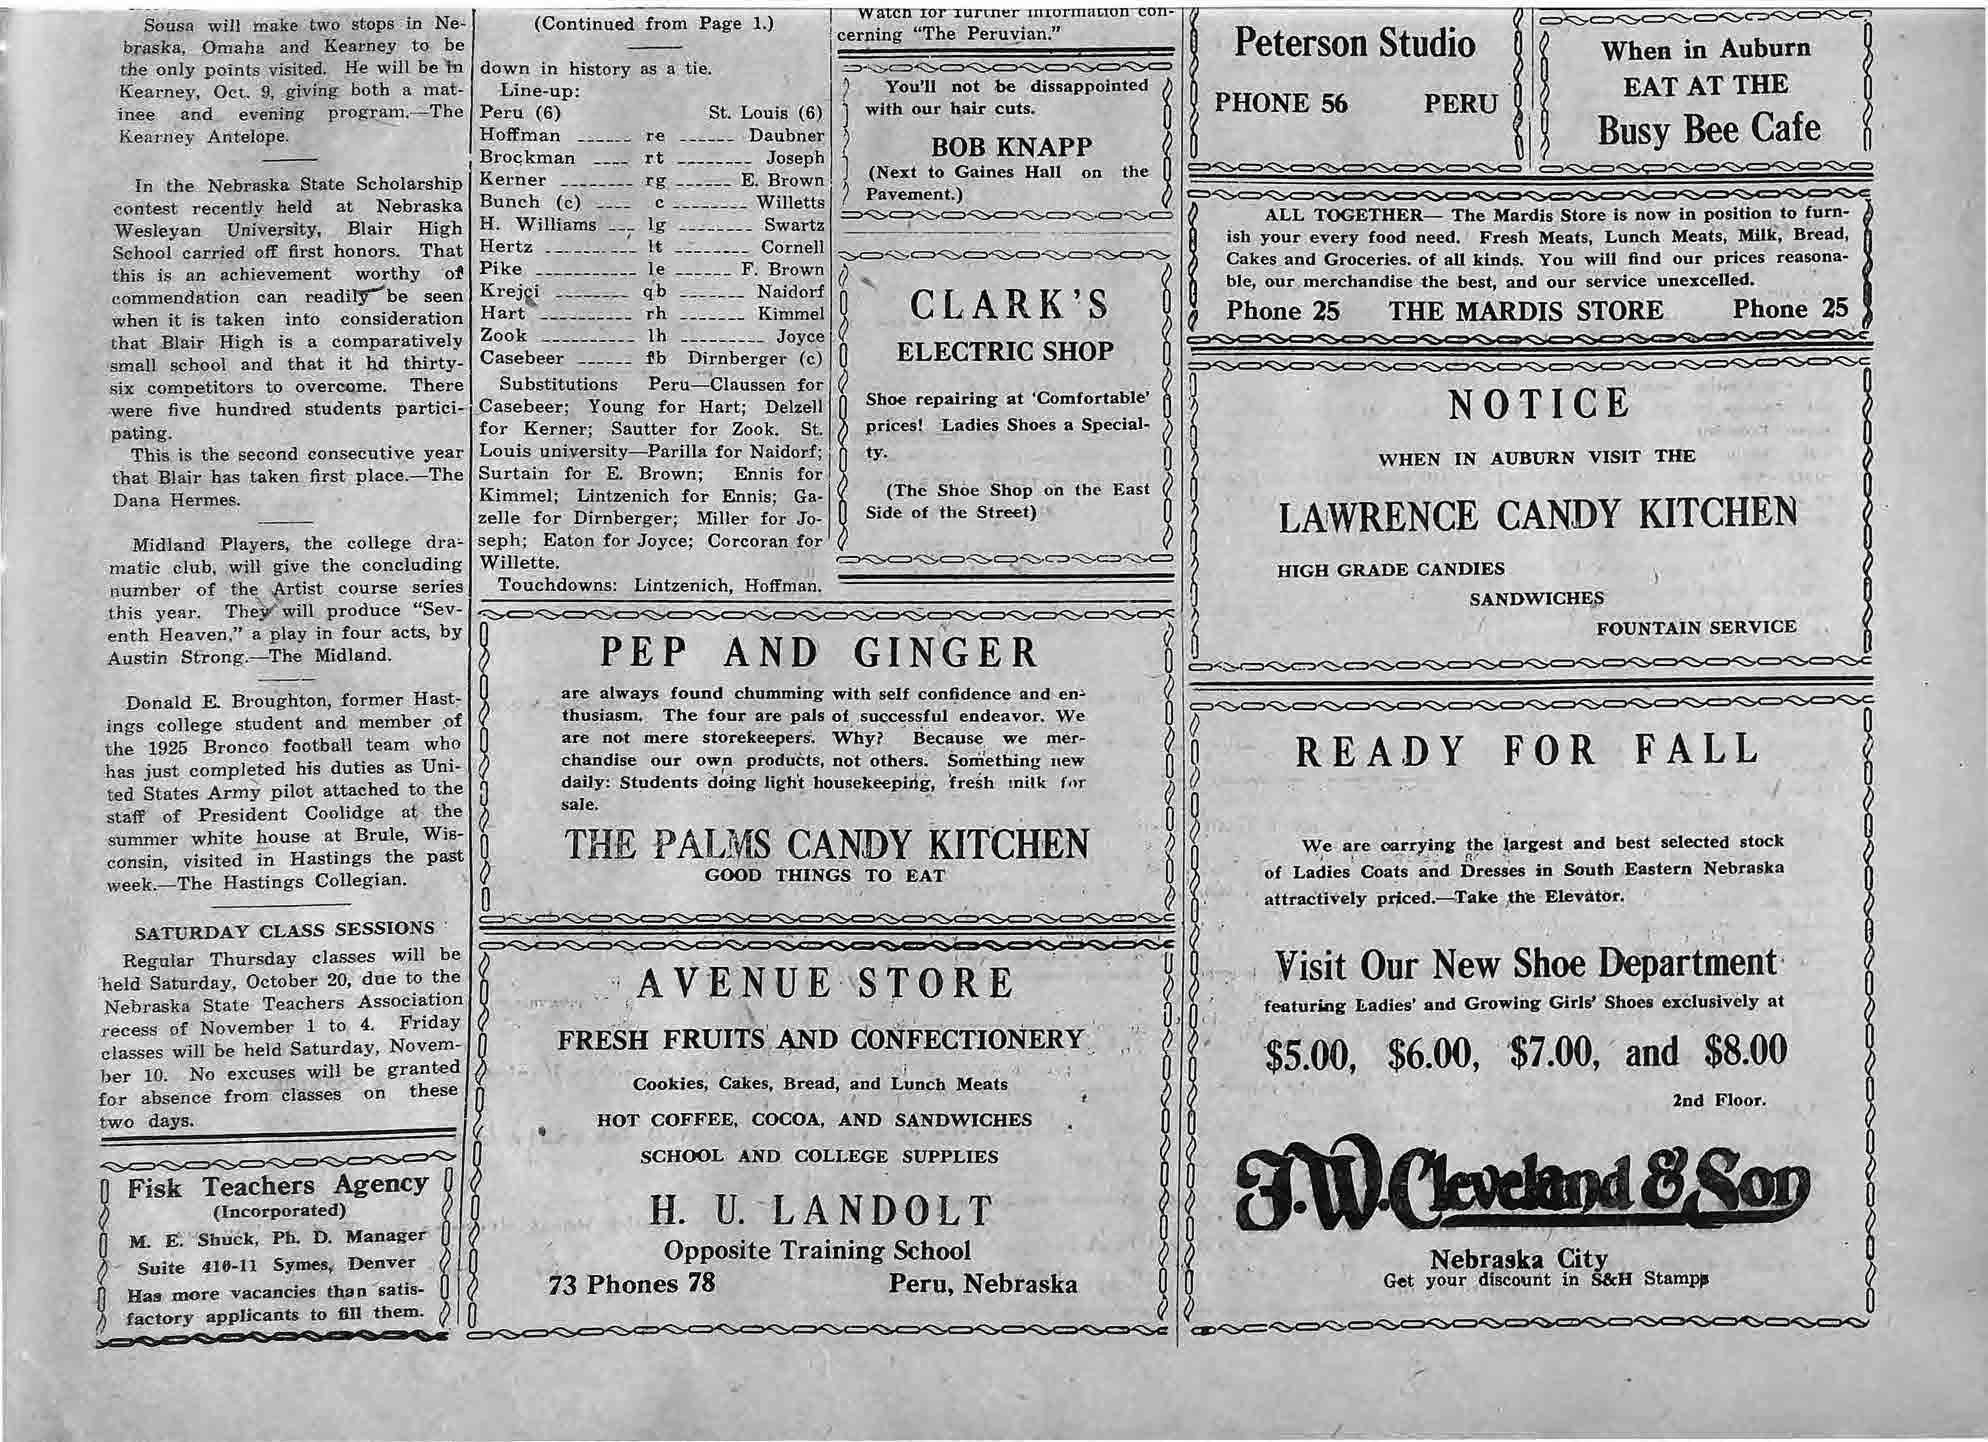 Sousa will make two stops in Ne-
braska, Omaha and Kearney to be
the only points visited. He will be in
Kearney, Oct. 9, giving both a mat-
inee and evening program.—The
Kearney Antelope.
In the Nebraska State Scholarship
contest recently held at Nebraska
Wesleyan University, Blair High
School carried off first honors. That
this is an achievement worthy of
commendation can readily be seen
when it is taken into consideration
that Blair High is a comparatively
small school and that it hd thirty-
six competitors to overcome. There
were five hundred students partici-
pating.
This is the second consecutive year
that Blair has taken first place.—The
Dana Hermes.
Midland Players, the college dra-
matic club, will give the concluding
number of the Artist course series
this year. They will produce "Sev-
enth Heaven," a play in four acts, by
Austin Strong.—The Midland.
Donald E. Broughton, former Hast-
ings college student and member of
the 1925 Bronco football team who
has just completed his duties as Uni-
ted States Army pilot attached to the
staff of President Coolidge at the
summer white house at Brule, Wis-
consin, visited in Hastings the past
week.—The Hastings Collegian.
SATURDAY CLASS SESSIONS
Regular Thursday classes will be
held Saturday, October 20, due to the
Nebraska State Teachers Association
recess of November 1 to 4. Friday
classes will be held Saturday, Novem-
ber 10. No excuses will be granted
for absence from classes on these
two days.
Fisk Teachers Agency
(Incorporated)
M. E. Shuck, Ph. D. Manager
Suite 410-11 Symes, Denver
Has more vacancies than satis-
factory applicants to fill them.
(Continued from Page 1.)
down in history as a tie.
Line-up:
Peru (6) St. Louis (6)
Hoffman ------ re ------ Daubner
Brockman ---- rt -------- Joseph
Kerner -------- rg ------ E. Brown
Bunch (c) ---- c -------- Willetts
H. Williams --- lg -------- Swartz
Hertz --------- lt -------- Cornell
Pike ----------- le ------ F. Brown
Krejci -------- qb ------- Naidorf
Hart ---------- rh ------- Kimmel
Zook ---------- lh --------- Joyce
Casebeer ------ fb Dirnberger (c)
Substitutions Peru—Claussen for
Casebeer; Young for Hart; Delzell
for Kerner; Sautter for Zook. St.
Louis university—Parilla for Naidorf;
Surtain for E. Brown; Ennis for
Kimmel; Lintzenich for Ennis; Ga-
zelle for Dirnberger; Miller for Jo-
seph; Eaton for Joyce; Corcoran for
Willette.
Touchdowns: Lintzenich, Hoffman.
Watch for further information con-
cerning "The Peruvian."
You'll not be dissappointed
with our hair cuts.
BOB KNAPP
(Next to Gaines Hall on the
Pavement.)
CLARK'S
ELECTRIC SHOP
Shoe repairing at 'Comfortable'
prices! Ladies Shoes a Special-
ty.
(The Shoe Shop on the East
Side of the Street)
PEP AND GINGER
are always found chumming with self confidence and en-
thusiasm. The four are pals of successful endeavor. We
are not mere storekeepers. Why? Because we mer-
chandise our own products, not others. Something new
daily: Students doing light housekeeping, fresh milk for
sale.
THE PALMS CANDY KITCHEN
GOOD THINGS TO EAT
AVENUE STORE
FRESH FRUITS AND CONFECTIONERY
Cookies, Cakes, Bread, and Lunch Meats
HOT COFFEE, COCOA, AND SANDWICHES
SCHOOL AND COLLEGE SUPPLIES
H. U. LANDOLT
Opposite Training School
73 Phones 78 Peru, Nebraska
Peterson Studio
PHONE 56 PERU
When in Auburn
EAT AT THE
Busy Bee Cafe
ALL TOGETHER— The Mardis Store is now in position to furn-
ish your every food need. Fresh Meats, Lunch Meats, Milk, Bread,
Cakes and Groceries. of all kinds. You will find our prices reasona-
ble, our merchandise the best, and our service unexcelled.
Phone 25 THE MARDIS STORE Phone 25
NOTICE
WHEN IN AUBURN VISIT THE
LAWRENCE CANDY KITCHEN
HIGH GRADE CANDIES
SANDWICHES
FOUNTAIN SERVICE
READY FOR FALL
We are carrying the largest and best selected stock
of Ladies Coats and Dresses in South Eastern Nebraska
attractively priced.—Take the Elevator.
Visit Our New Shoe Department
featuring Ladies' and Growing Girls' Shoes exclusively at
$5.00, $6.00, $7.00, and $8.00
2nd Floor.
J.W. Cleveland & Son
Nebraska City
Get your discount in S&H Stamps